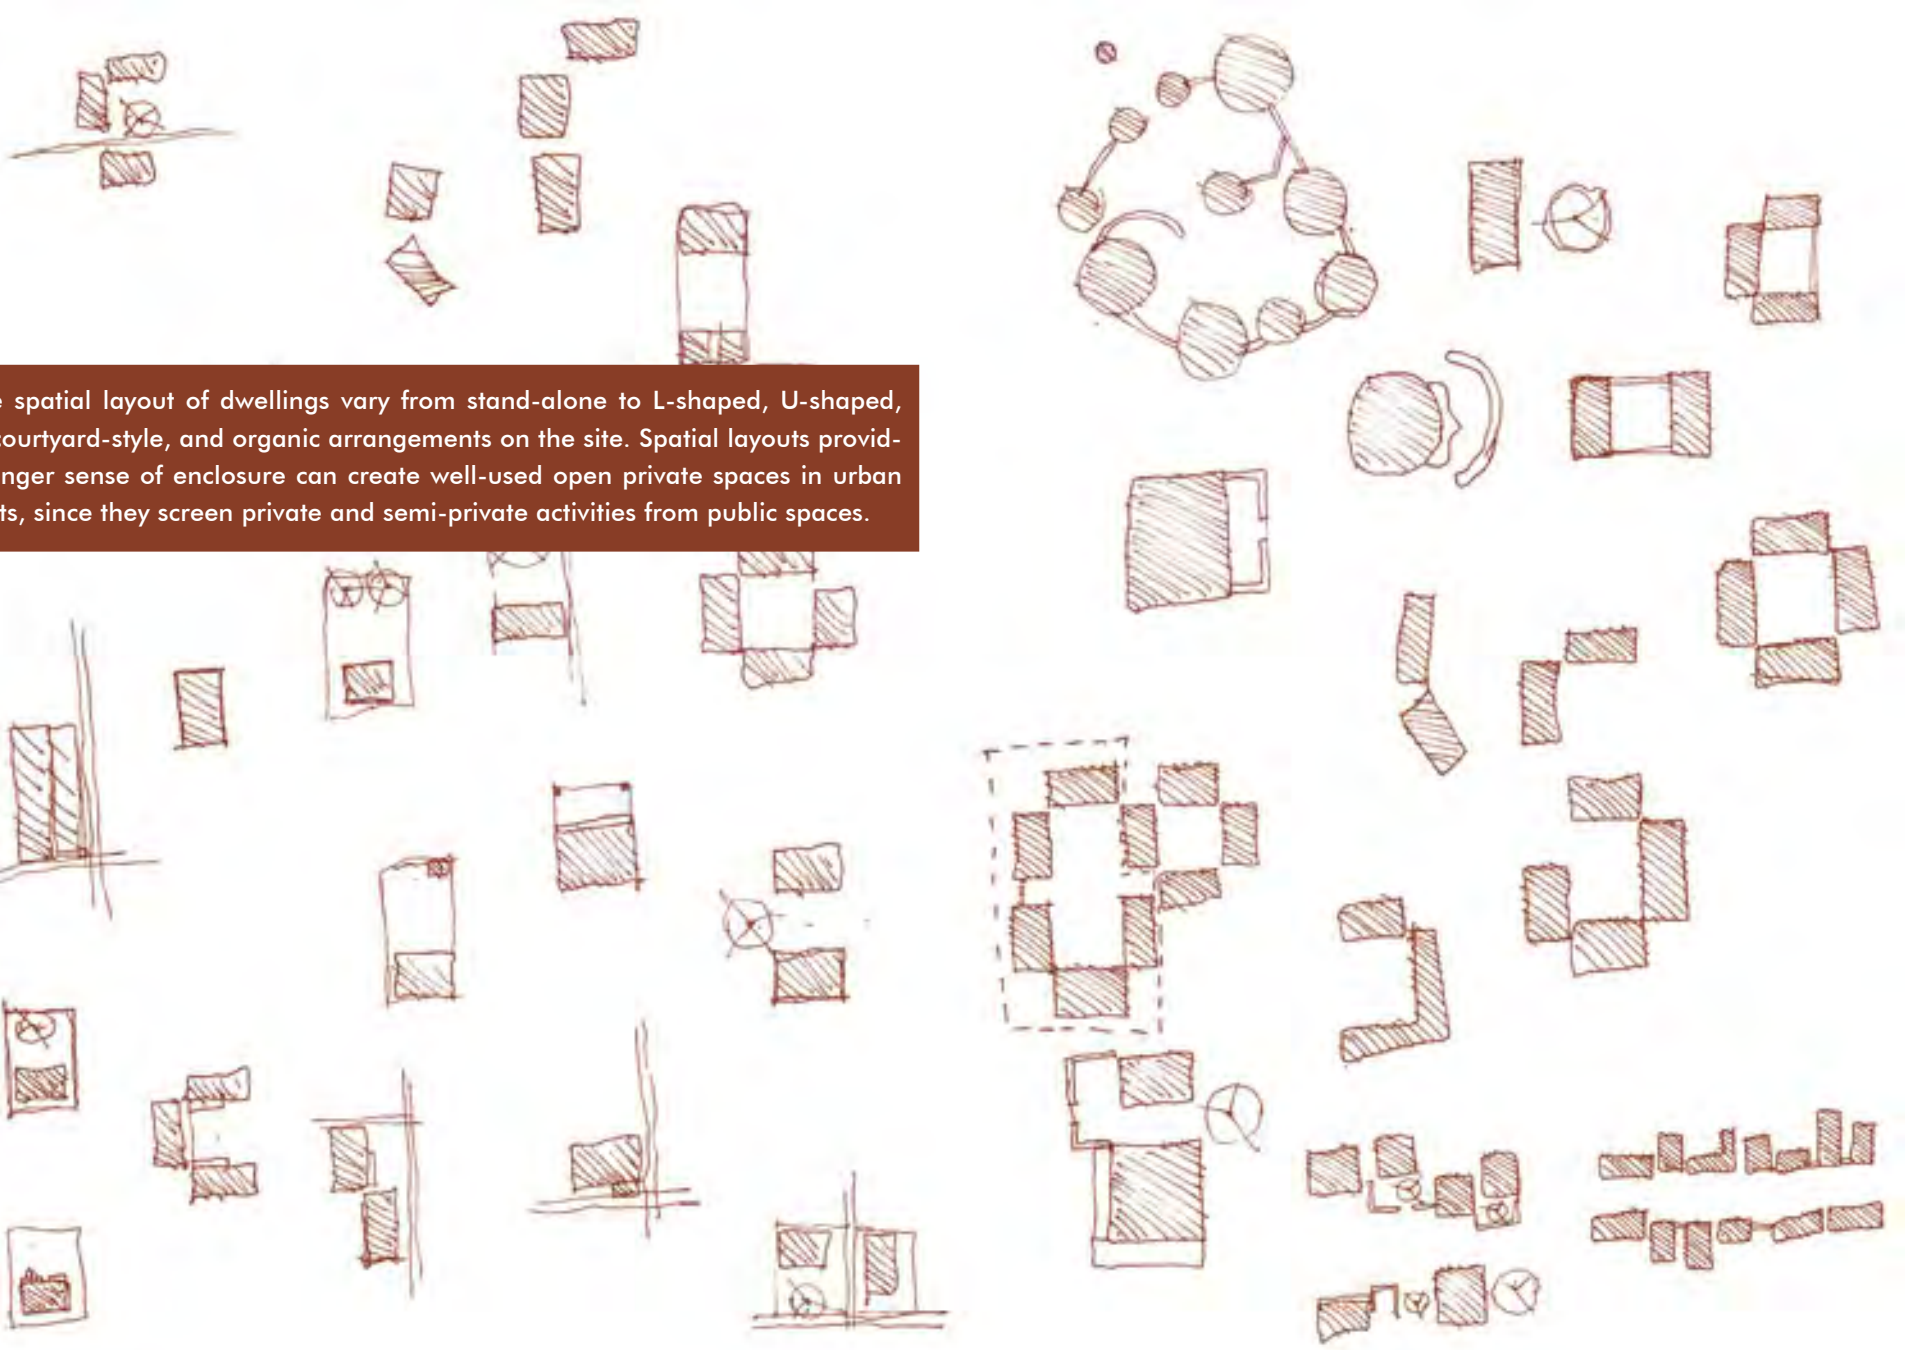 e spatial layout of dwellings vary from stand-alone to L-shaped, U-shaped,
courtyard-style, and organic arrangements on the site. Spatial layouts provid-
nger sense of enclosure can create well-used open private spaces in urban
ts, since they screen private and semi-private activities from public spaces.